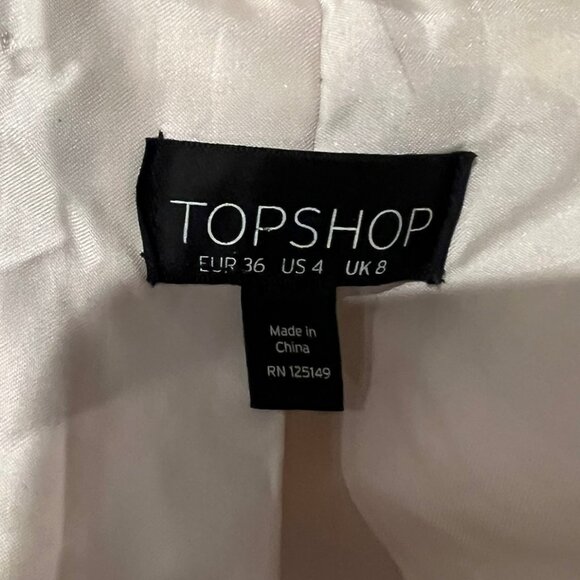 TOPSHOP
EUR 36 US 4 UK 8
Made in
China
RN 125149